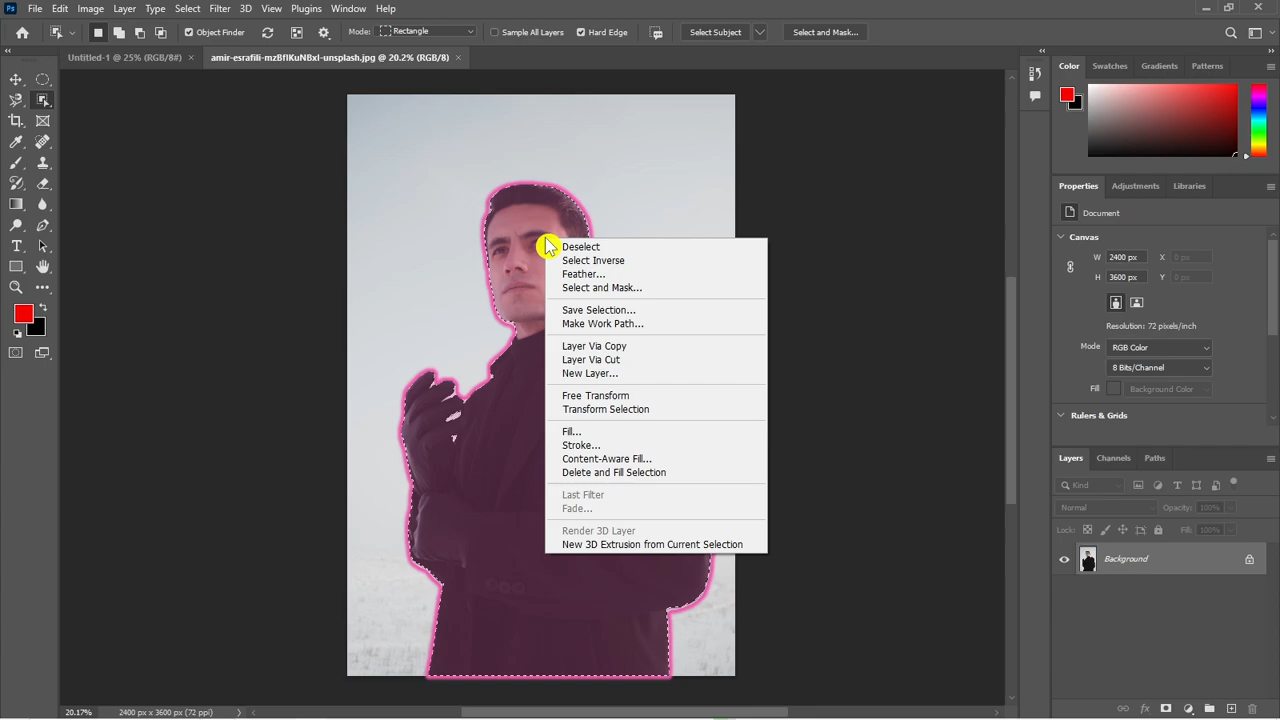 Ps File Edit Image Layer Type Select Filter 3D View Plugins Window Help
Object Finder Mode: Rectangle Sample All Layers Hard Edge Select Subject Select and Mask...
Untitled-1 @ 25% (RGB/8#) × amir-esrafili-mzBflKuNBxI-unsplash.jpg @ 20.2% (RGB/8) ×
Color Swatches Gradients Patterns
Properties Adjustments Libraries
Document
Canvas
W 2400 px X 0 px
H 3600 px Y 0 px
Resolution: 72 pixels/inch
Mode RGB Color
8 Bits/Channel
Fill Background Color
Rulers & Grids
Layers Channels Paths
Kind
Normal Opacity: 100%
Lock: Fill: 100%
Background
Deselect
Select Inverse
Feather...
Select and Mask...
Save Selection...
Make Work Path...
Layer Via Copy
Layer Via Cut
New Layer...
Free Transform
Transform Selection
Fill...
Stroke...
Content-Aware Fill...
Delete and Fill Selection
Last Filter
Fade...
Render 3D Layer
New 3D Extrusion from Current Selection
20.17% 2400 px x 3600 px (72 ppi)